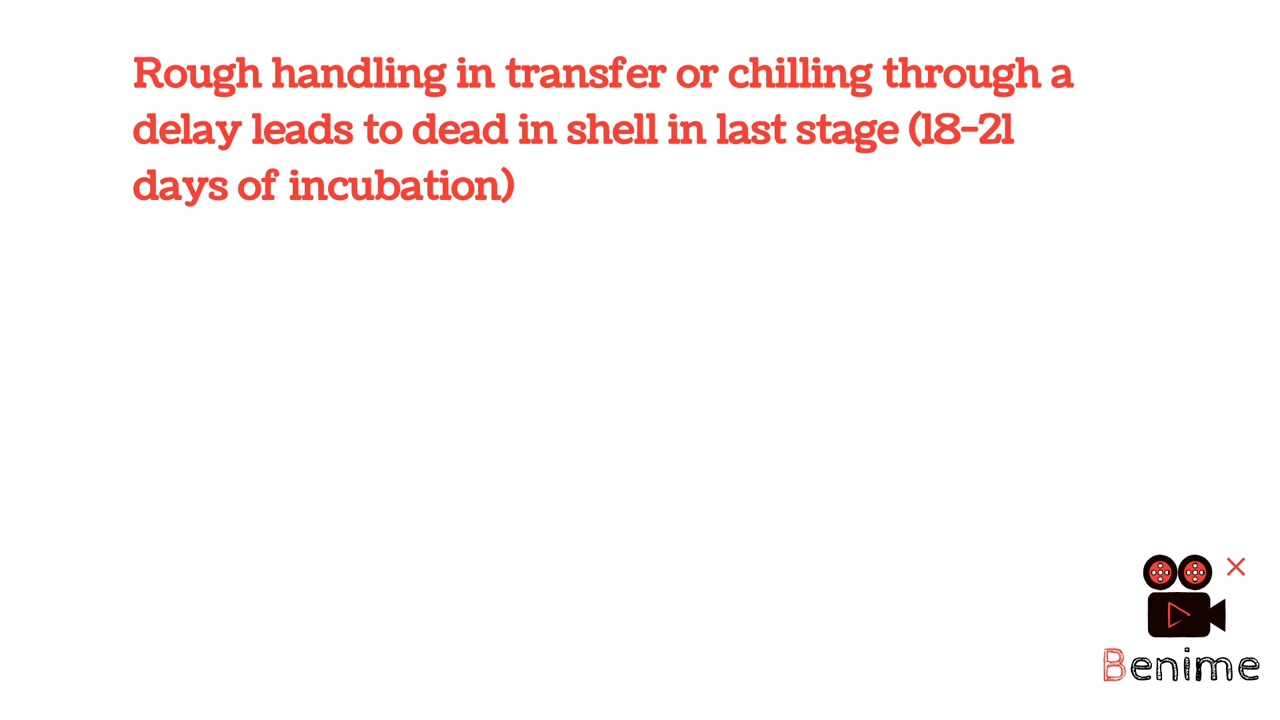 Rough handling in transfer or chilling through a
delay leads to dead in shell in last stage (18-21
days of incubation)
Benime